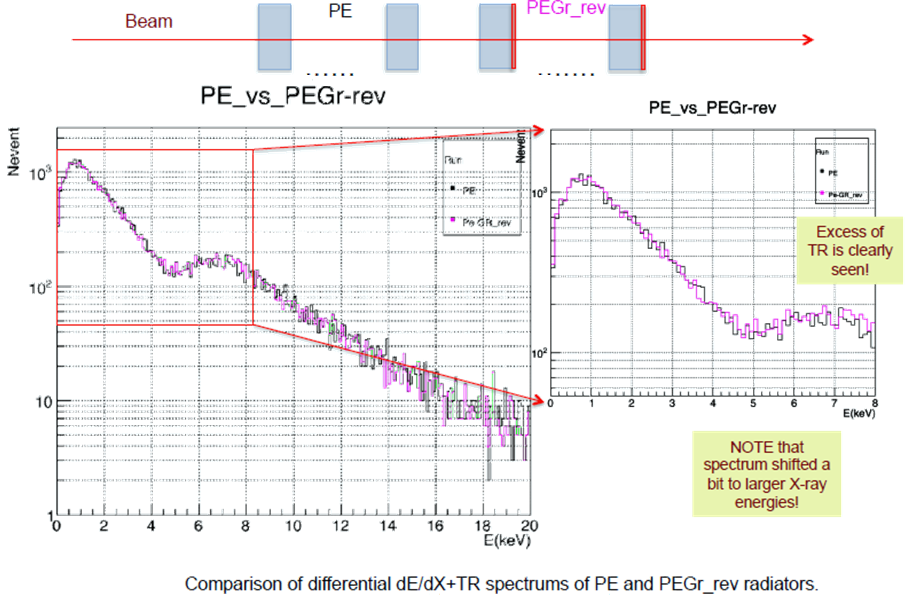 Beam
PE
PEGr_rev
PE_vs_PEGr-rev
Nevent
Run
PE
Pe-GR_rev
10³
10²
10
1
0 2 4 6 8 10 12 14 16 18 20
E(keV)
PE_vs_PEGr-rev
Nevent
Run
PE
Pe-GR_rev
10³
10²
0 1 2 3 4 5 6 7 8
E(keV)
Excess of
TR is clearly
seen!
NOTE that
spectrum shifted a
bit to larger X-ray
energies!
Comparison of differential dE/dX+TR spectrums of PE and PEGr_rev radiators.